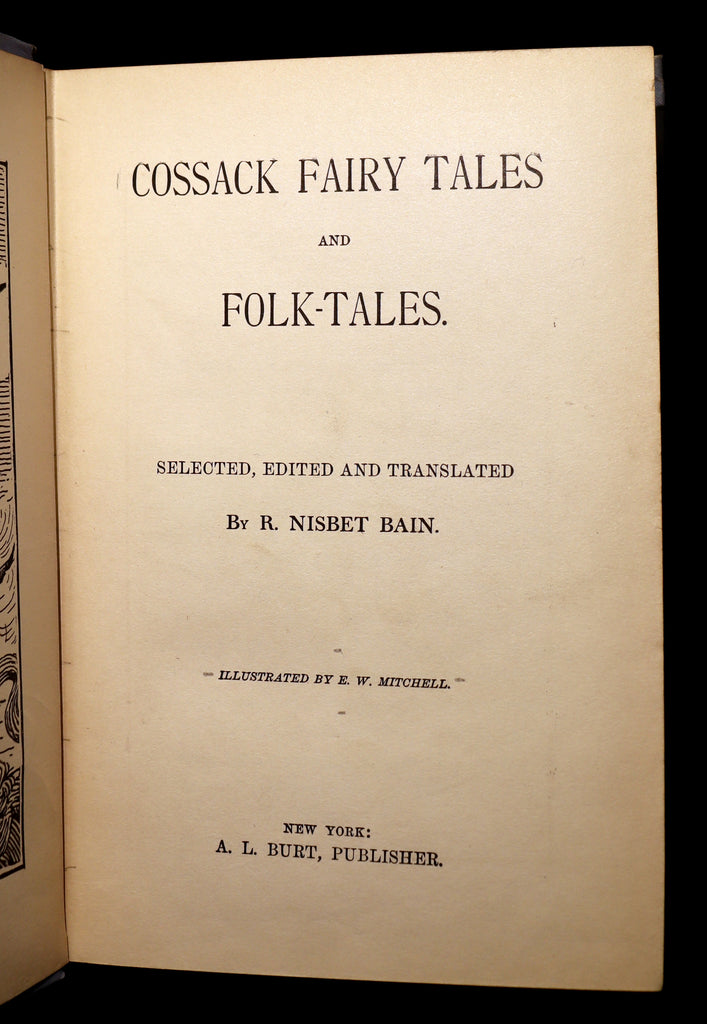 COSSACK FAIRY TALES
AND
FOLK-TALES.
SELECTED, EDITED AND TRANSLATED
By R. NISBET BAIN.
ILLUSTRATED BY E. W. MITCHELL.
NEW YORK:
A. L. BURT, PUBLISHER.